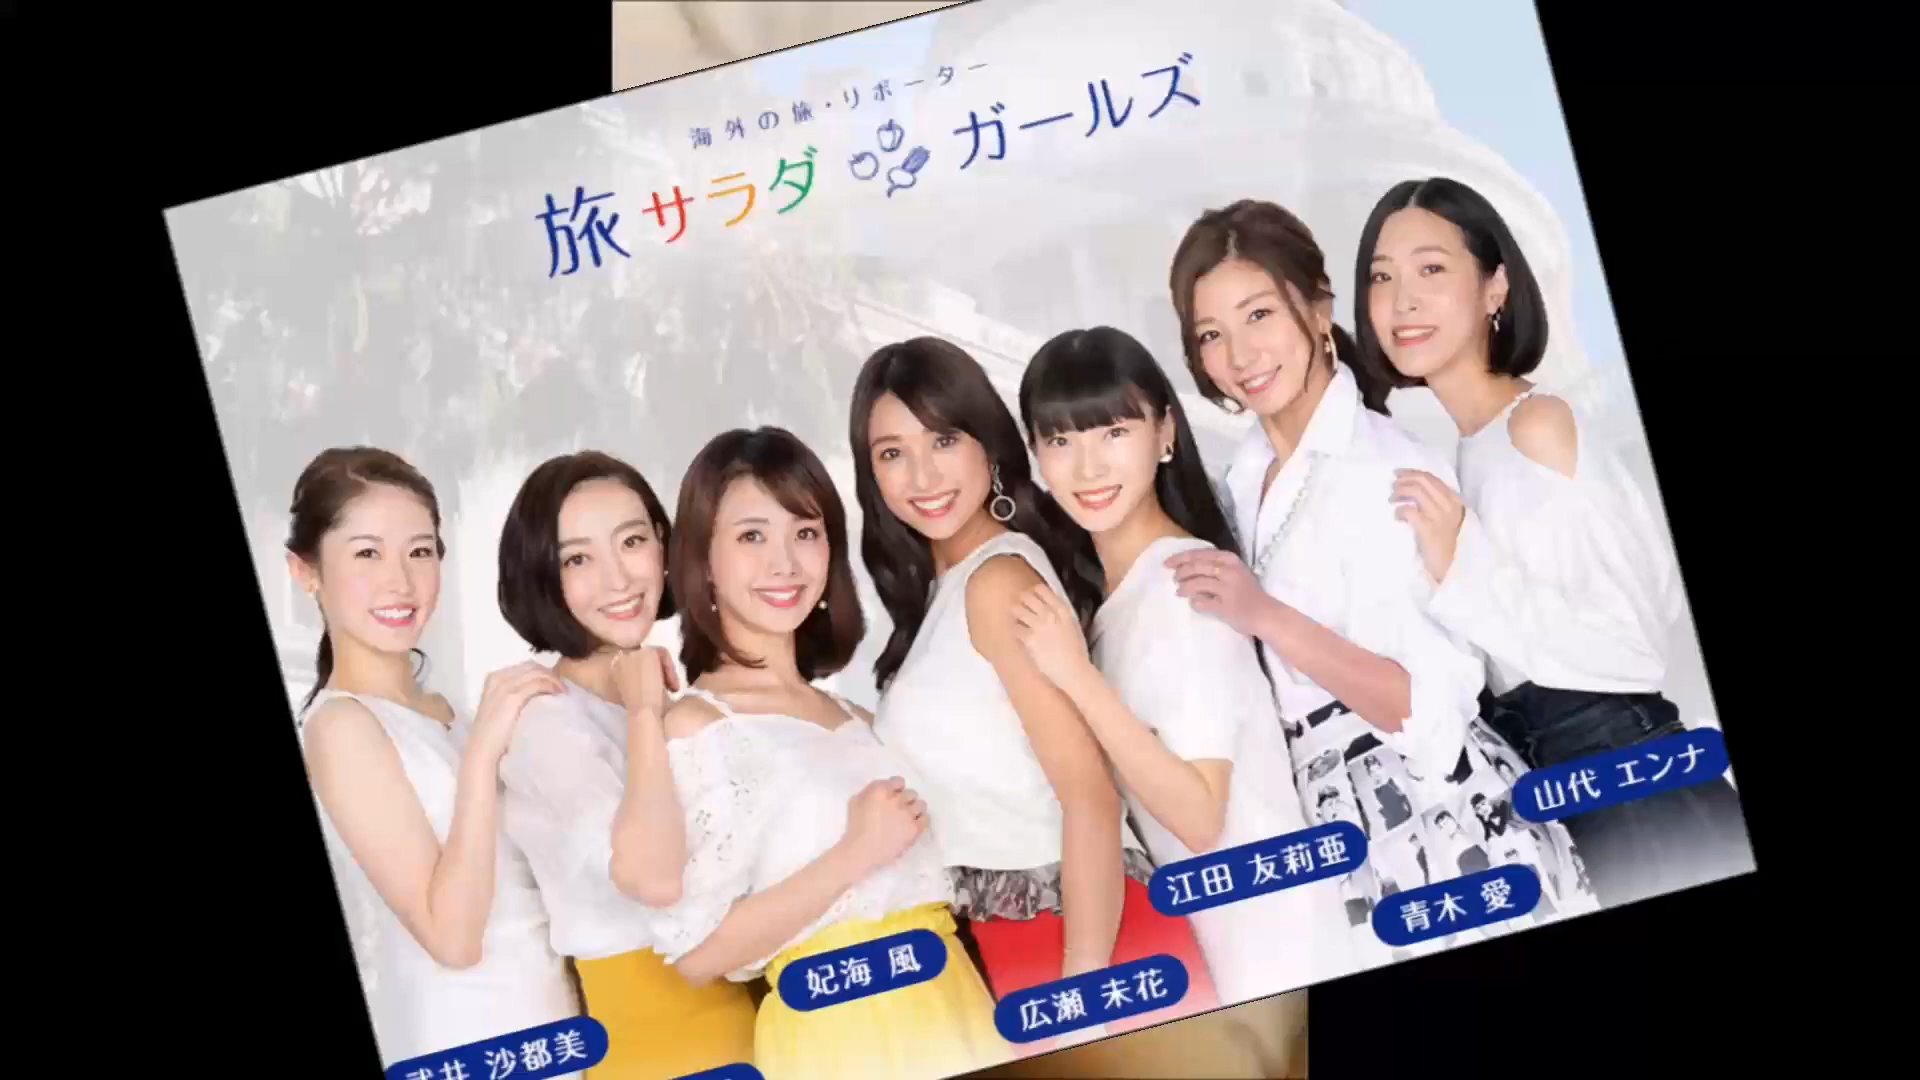 海外の旅・リポーター
旅サラダガールズ
山代 エンナ
江田 友莉亜
青木 愛
妃海 風
広瀬 未花
武井 沙都美